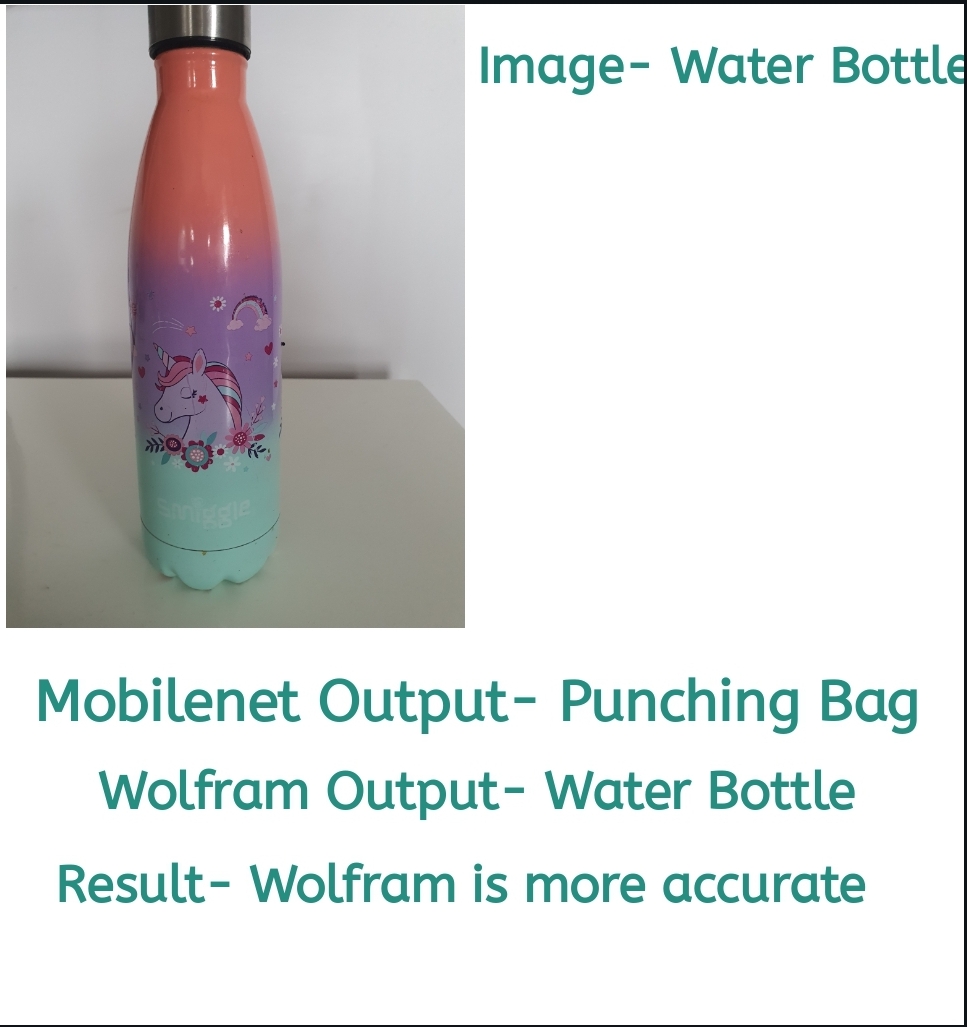 Image- Water Bottle
smiggle
Mobilenet Output- Punching Bag
Wolfram Output- Water Bottle
Result- Wolfram is more accurate